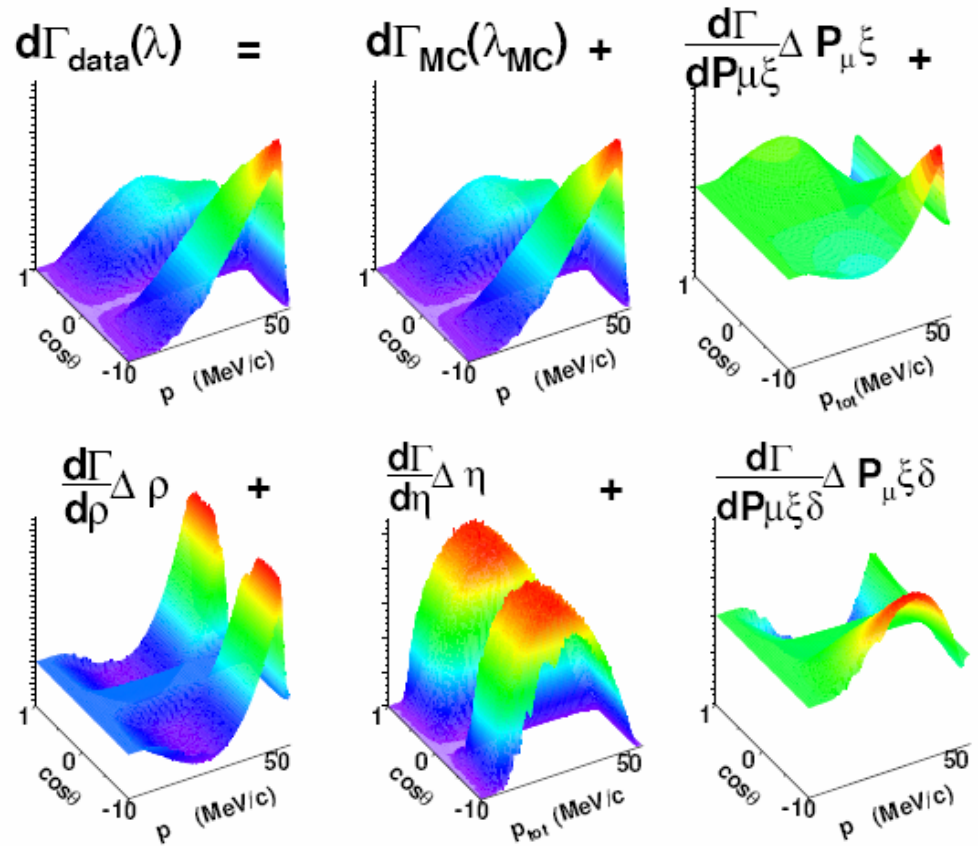 dΓdata(λ) = dΓMC(λMC) + dΓ/dPμξ Δ Pμξ +
1 0 -1 0 50
cosθ p (MeV/c)
1 0 -1 0 50
cosθ p (MeV/c)
1 0 -1 0 50
cosθ ptot(MeV/c)
dΓ/dρ Δ ρ + dΓ/dη Δ η + dΓ/dPμξδ Δ Pμξδ
1 0 -1 0 50
cosθ p (MeV/c)
1 0 -1 0 50
cosθ ptot (MeV/c
1 0 -1 0 50
cosθ p (MeV/c)